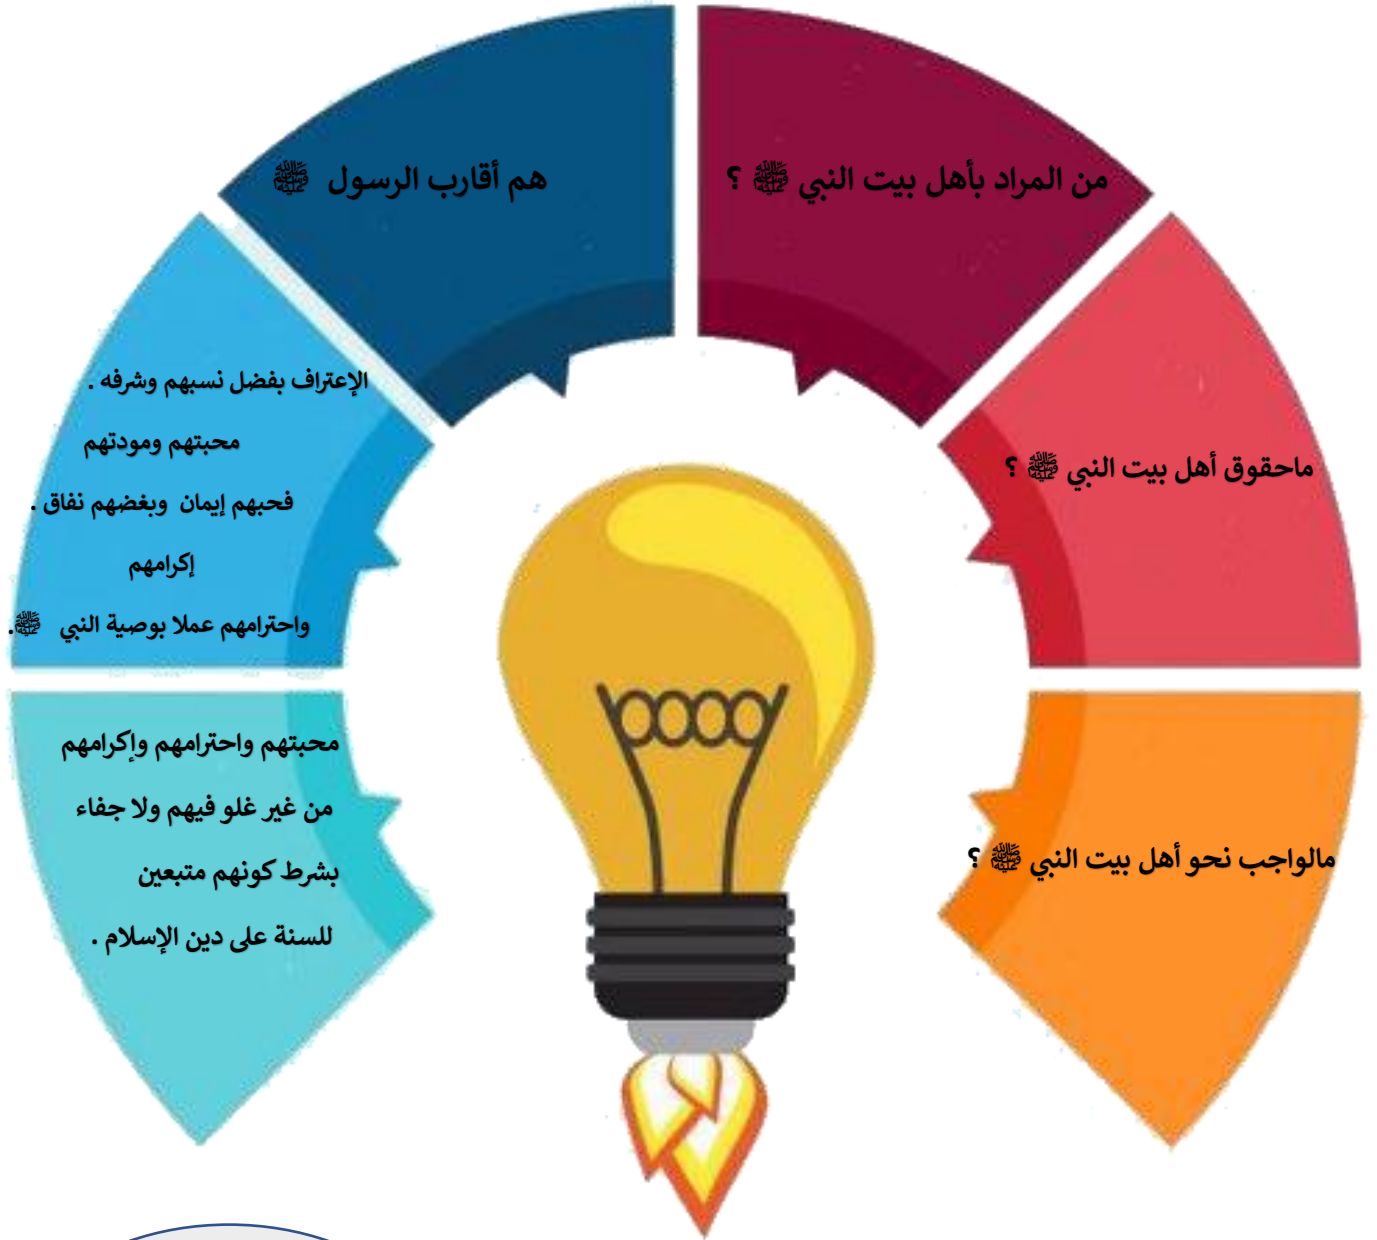 من المراد بأهل بيت النبي ﷺ ؟
هم أقارب الرسول ﷺ
ماحقوق أهل بيت النبي ﷺ ؟
الإعتراف بفضل نسبهم وشرفه .
محبتهم ومودتهم
فحبهم إيمان وبغضهم نفاق .
إكرامهم
واحترامهم عملا بوصية النبي ﷺ.
مالواجب نحو أهل بيت النبي ﷺ ؟
محبتهم واحترامهم وإكرامهم
من غير غلو فيهم ولا جفاء
بشرط كونهم متبعين
للسنة على دين الإسلام .